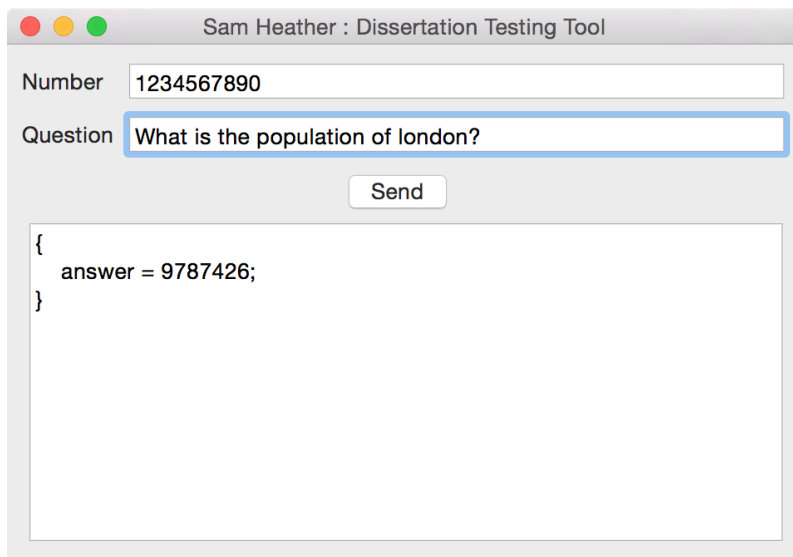 Sam Heather : Dissertation Testing Tool
Number 1234567890
Question What is the population of london?
Send
{
answer = 9787426;
}